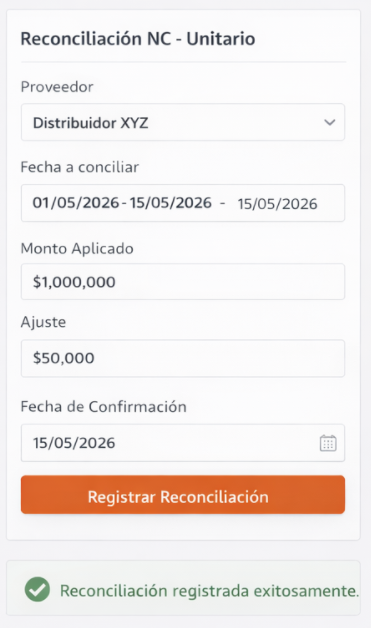 Reconciliación NC - Unitario
Proveedor
Distribuidor XYZ
Fecha a conciliar
01/05/2026 - 15/05/2026 - 15/05/2026
Monto Aplicado
$1,000,000
Ajuste
$50,000
Fecha de Confirmación
15/05/2026
Registrar Reconciliación
Reconciliación registrada exitosamente.